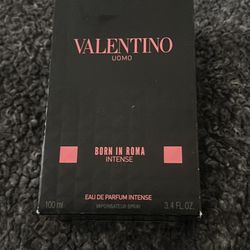 VALENTINO
UOMO
BORN IN ROMA
INTENSE
EAU DE PARFUM INTENSE
100 ml
VAPORISATEUR SPRAY
3.4 FL.OZ.